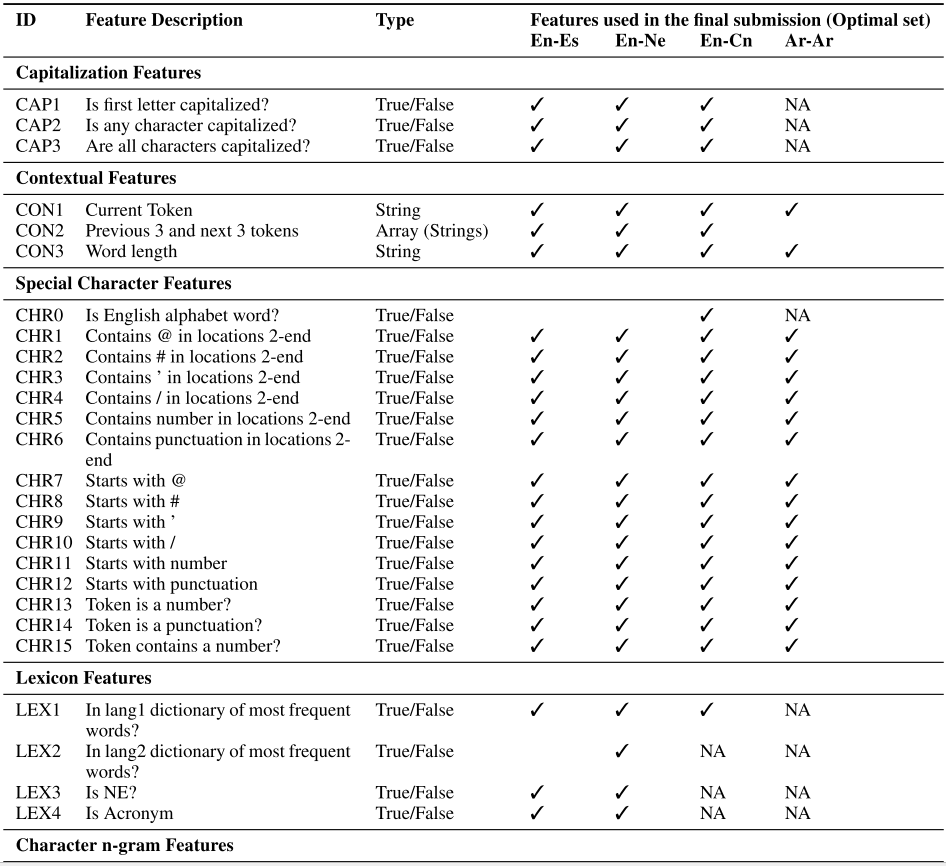 ID Feature Description Type Features used in the final submission (Optimal set)
En-Es En-Ne En-Cn Ar-Ar
Capitalization Features
CAP1 Is first letter capitalized? True/False ✓ ✓ ✓ NA
CAP2 Is any character capitalized? True/False ✓ ✓ ✓ NA
CAP3 Are all characters capitalized? True/False ✓ ✓ ✓ NA
Contextual Features
CON1 Current Token String ✓ ✓ ✓ ✓
CON2 Previous 3 and next 3 tokens Array (Strings) ✓ ✓ ✓
CON3 Word length String ✓ ✓ ✓ ✓
Special Character Features
CHR0 Is English alphabet word? True/False ✓ NA
CHR1 Contains @ in locations 2-end True/False ✓ ✓ ✓ ✓
CHR2 Contains # in locations 2-end True/False ✓ ✓ ✓ ✓
CHR3 Contains ’ in locations 2-end True/False ✓ ✓ ✓ ✓
CHR4 Contains / in locations 2-end True/False ✓ ✓ ✓ ✓
CHR5 Contains number in locations 2-end True/False ✓ ✓ ✓ ✓
CHR6 Contains punctuation in locations 2- True/False ✓ ✓ ✓ ✓
end
CHR7 Starts with @ True/False ✓ ✓ ✓ ✓
CHR8 Starts with # True/False ✓ ✓ ✓ ✓
CHR9 Starts with ’ True/False ✓ ✓ ✓ ✓
CHR10 Starts with / True/False ✓ ✓ ✓ ✓
CHR11 Starts with number True/False ✓ ✓ ✓ ✓
CHR12 Starts with punctuation True/False ✓ ✓ ✓ ✓
CHR13 Token is a number? True/False ✓ ✓ ✓ ✓
CHR14 Token is a punctuation? True/False ✓ ✓ ✓ ✓
CHR15 Token contains a number? True/False ✓ ✓ ✓ ✓
Lexicon Features
LEX1 In lang1 dictionary of most frequent True/False ✓ ✓ ✓ NA
words?
LEX2 In lang2 dictionary of most frequent True/False ✓ NA NA
words?
LEX3 Is NE? True/False ✓ ✓ NA NA
LEX4 Is Acronym True/False ✓ ✓ NA NA
Character n-gram Features